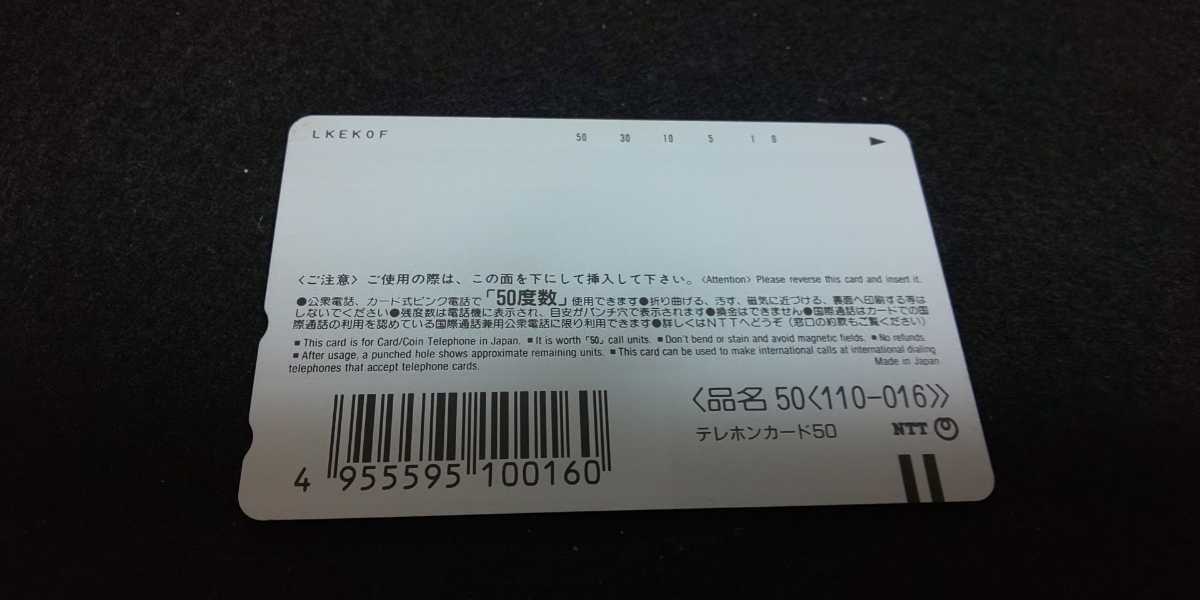 LKEKOF
50 30 10 5 1 0
〈ご注意〉ご使用の際は、この面を下にして挿入して下さい。〈Attention〉Please reverse this card and insert it.
●公衆電話、カード式ピンク電話で「50度数」使用できます●折り曲げる、汚す、磁気に近づける、裏面へ印刷する等は
しないでください●残度数は電話機に表示され、目安がパンチ穴で表示されます●換金はできません●国際通話はカードでの国
際通話の利用を認めている国際通話兼用公衆電話に限り利用できます●詳しくはNTTへどうぞ（窓口の約款もご覧ください）
■This card is for Card/Coin Telephone in Japan. ■It is worth「50」call units. ■Don't bend or stain and avoid magnetic fields. ■No refunds.
■After usage, a punched hole shows approximate remaining units. ■This card can be used to make international calls at international dialing
telephones that accept telephone cards.
Made in Japan
〈品名 50〈110-016〉〉
テレホンカード50
NTT
4 955595 100160